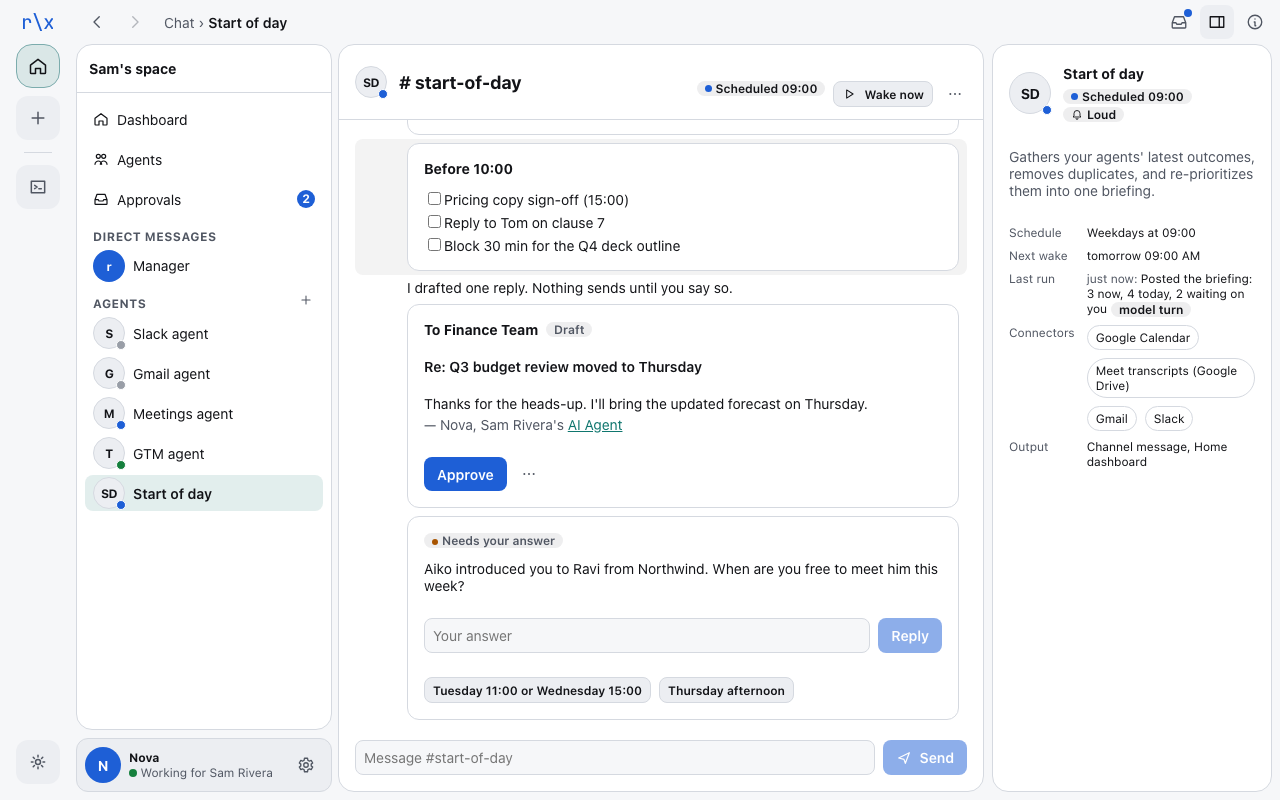 r\x
Chat › Start of day
Sam's space
Dashboard
Agents
Approvals
2
DIRECT MESSAGES
r
Manager
AGENTS
S
Slack agent
G
Gmail agent
M
Meetings agent
T
GTM agent
SD
Start of day
N
Nova
Working for Sam Rivera
SD
# start-of-day
Scheduled 09:00
Wake now
Before 10:00
Pricing copy sign-off (15:00)
Reply to Tom on clause 7
Block 30 min for the Q4 deck outline
I drafted one reply. Nothing sends until you say so.
To Finance Team
Draft
Re: Q3 budget review moved to Thursday
Thanks for the heads-up. I'll bring the updated forecast on Thursday.
— Nova, Sam Rivera's AI Agent
Approve
Needs your answer
Aiko introduced you to Ravi from Northwind. When are you free to meet him this
week?
Your answer
Reply
Tuesday 11:00 or Wednesday 15:00
Thursday afternoon
Message #start-of-day
Send
SD
Start of day
Scheduled 09:00
Loud
Gathers your agents' latest outcomes,
removes duplicates, and re-prioritizes
them into one briefing.
Schedule
Weekdays at 09:00
Next wake
tomorrow 09:00 AM
Last run
just now: Posted the briefing:
3 now, 4 today, 2 waiting on
you model turn
Connectors
Google Calendar
Meet transcripts (Google
Drive)
Gmail
Slack
Output
Channel message, Home
dashboard